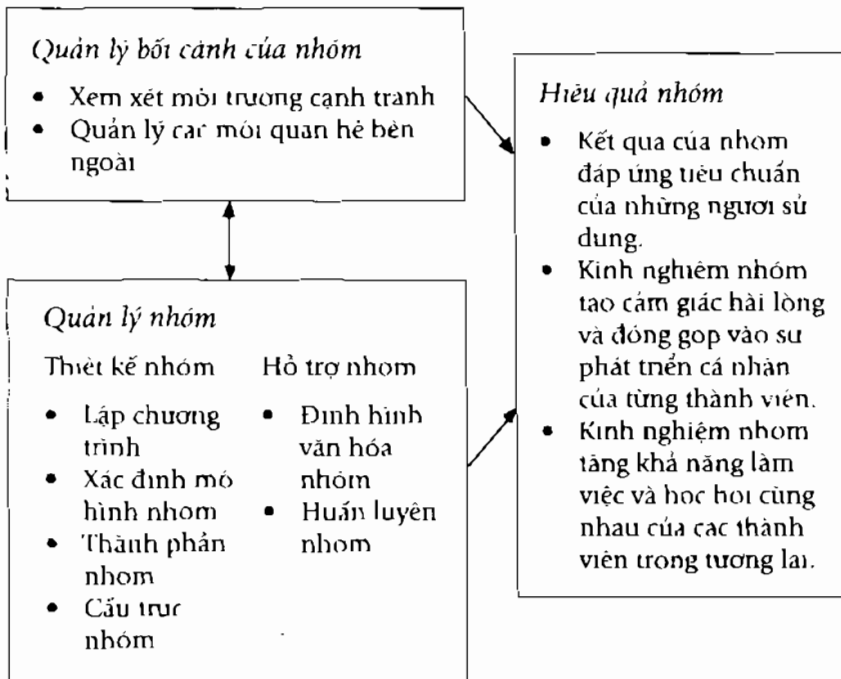 Quản lý bối cảnh của nhóm
• Xem xét môi trường cạnh tranh
• Quản lý các mối quan hệ bên
ngoài
Hiệu quả nhóm
• Kết quả của nhóm
đáp ứng tiêu chuẩn
của những người sử
dụng.
• Kinh nghiệm nhóm
tạo cảm giác hài lòng
và đóng góp vào sự
phát triển cá nhân
của từng thành viên.
• Kinh nghiệm nhóm
tăng khả năng làm
việc và học hỏi cùng
nhau của các thành
viên trong tương lai.
Quản lý nhóm
Thiết kế nhóm
• Lập chương
trình
• Xác định mô
hình nhóm
• Thành phần
nhóm
• Cấu trúc
nhóm
Hỗ trợ nhóm
• Định hình
văn hóa
nhóm
• Huấn luyện
nhóm